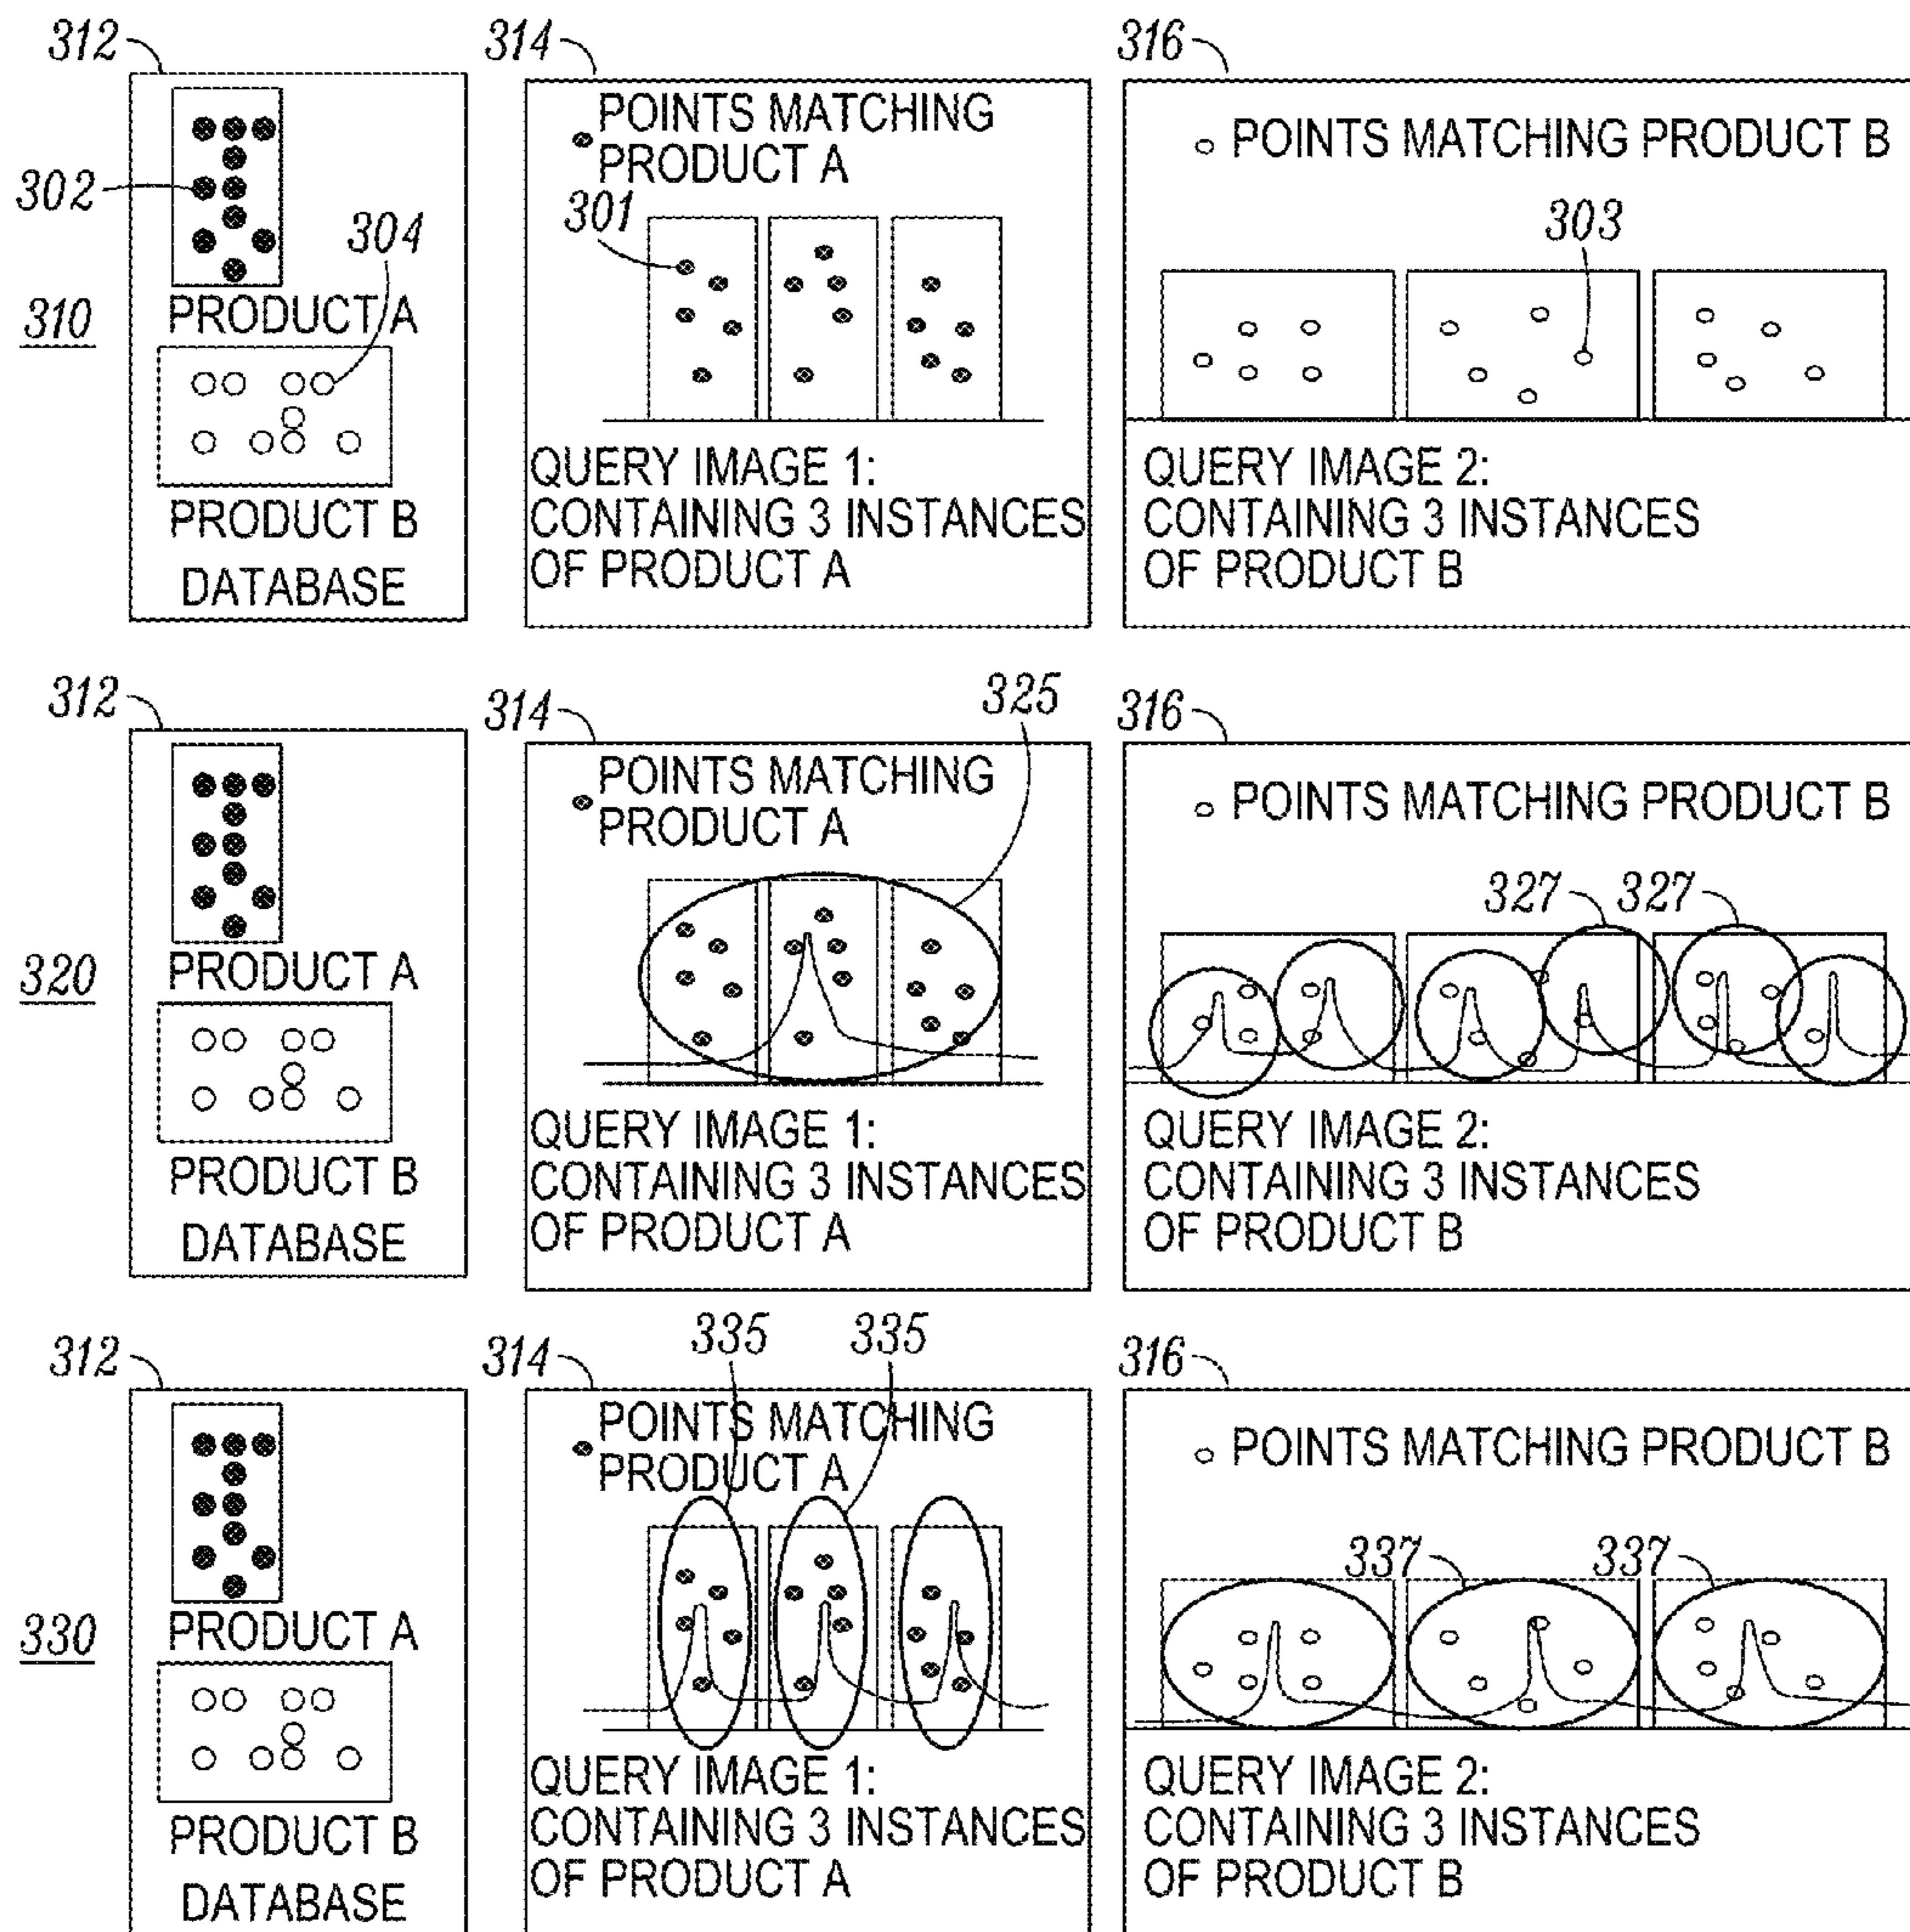 312
302
304
310
PRODUCT A
PRODUCT B
DATABASE
314
POINTS MATCHING
PRODUCT A
301
QUERY IMAGE 1:
CONTAINING 3 INSTANCES
OF PRODUCT A
316
POINTS MATCHING PRODUCT B
303
QUERY IMAGE 2:
CONTAINING 3 INSTANCES
OF PRODUCT B
312
320
PRODUCT A
PRODUCT B
DATABASE
314
325
POINTS MATCHING
PRODUCT A
QUERY IMAGE 1:
CONTAINING 3 INSTANCES
OF PRODUCT A
316
POINTS MATCHING PRODUCT B
327 327
QUERY IMAGE 2:
CONTAINING 3 INSTANCES
OF PRODUCT B
312
330
PRODUCT A
PRODUCT B
DATABASE
314
335 335
POINTS MATCHING
PRODUCT A
QUERY IMAGE 1:
CONTAINING 3 INSTANCES
OF PRODUCT A
316
POINTS MATCHING PRODUCT B
337 337
QUERY IMAGE 2:
CONTAINING 3 INSTANCES
OF PRODUCT B